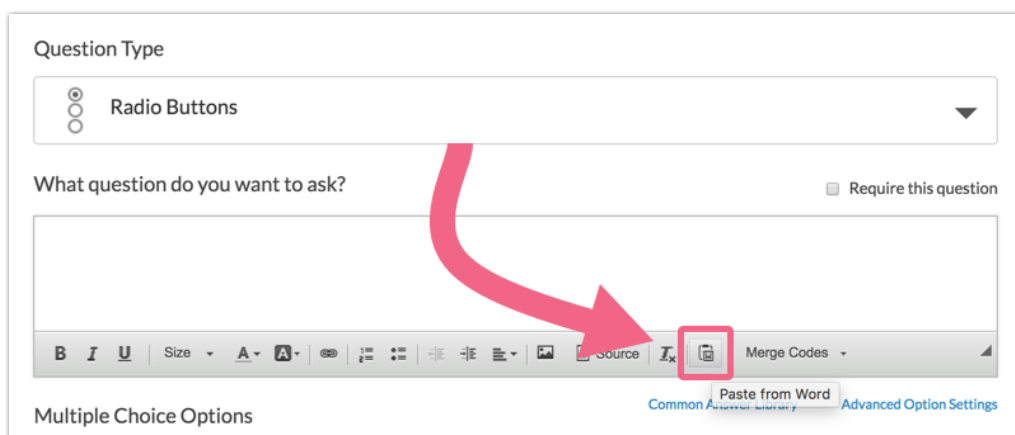 Question Type
Radio Buttons
What question do you want to ask?
Require this question
B I U Size A A Source Ix Merge Codes
Paste from Word
Common Answer Library Advanced Option Settings
Multiple Choice Options